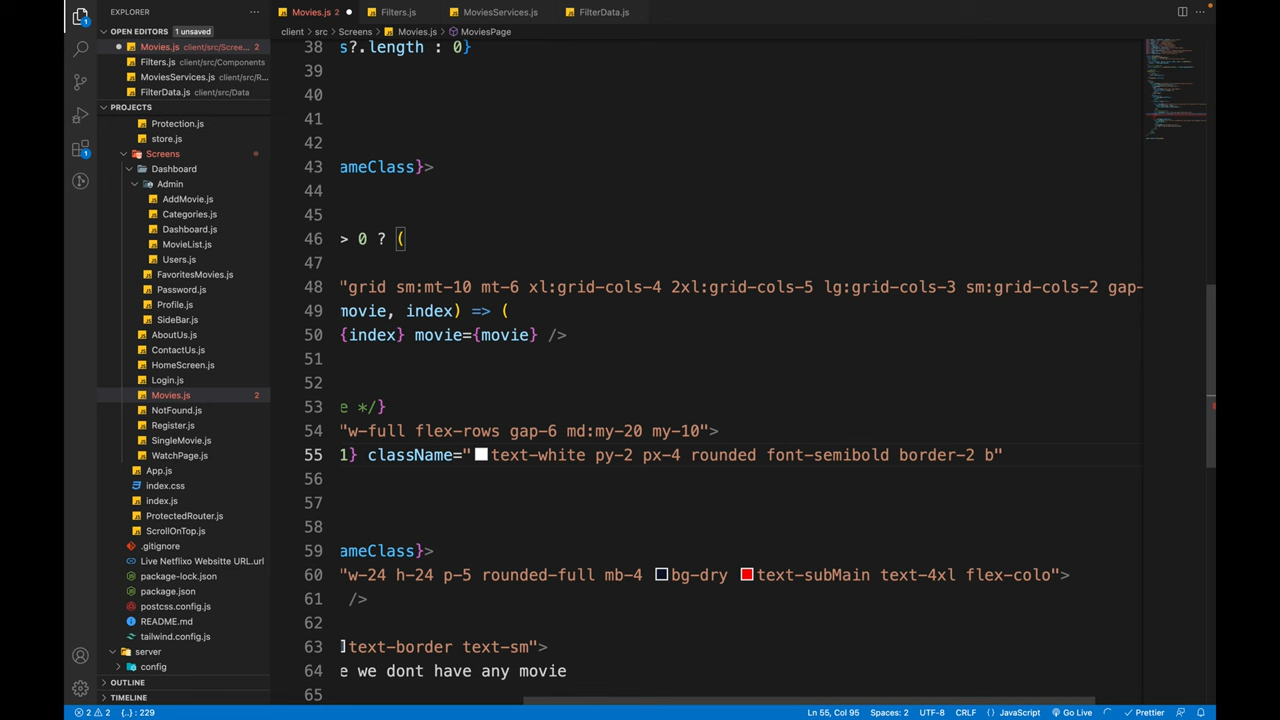 EXPLORER
Movies.js 2
Filters.js
MoviesServices.js
FilterData.js
OPEN EDITORS 1 unsaved
client > src > Screens > Movies.js > MoviesPage
Movies.js client/src/Scree... 2
Filters.js client/src/Components
MoviesServices.js client/src/R...
FilterData.js client/src/Data
PROJECTS
Protection.js
store.js
Screens
Dashboard
Admin
AddMovie.js
Categories.js
Dashboard.js
MovieList.js
Users.js
FavoritesMovies.js
Password.js
Profile.js
SideBar.js
AboutUs.js
ContactUs.js
HomeScreen.js
Login.js
Movies.js 2
NotFound.js
Register.js
SingleMovie.js
WatchPage.js
App.js
index.css
index.js
ProtectedRouter.js
ScrollOnTop.js
.gitignore
Live Netflixo Websitte URL.url
package-lock.json
package.json
postcss.config.js
README.md
tailwind.config.js
server
config
OUTLINE
TIMELINE
38 s?.length : 0}
39
40
41
42
43 ameClass}>
44
45
46 > 0 ? (
47
48 "grid sm:mt-10 mt-6 xl:grid-cols-4 2xl:grid-cols-5 lg:grid-cols-3 sm:grid-cols-2 gap-
49 movie, index) => (
50 {index} movie={movie} />
51
52
53 e */}
54 "w-full flex-rows gap-6 md:my-20 my-10">
55 1} className="text-white py-2 px-4 rounded font-semibold border-2 b"
56
57
58
59 ameClass}>
60 "w-24 h-24 p-5 rounded-full mb-4 bg-dry text-subMain text-4xl flex-colo">
61 />
62
63 text-border text-sm">
64 e we dont have any movie
65
2 2 {..} : 229
Ln 55, Col 95 Spaces: 2 UTF-8 CRLF {} JavaScript Go Live Prettier